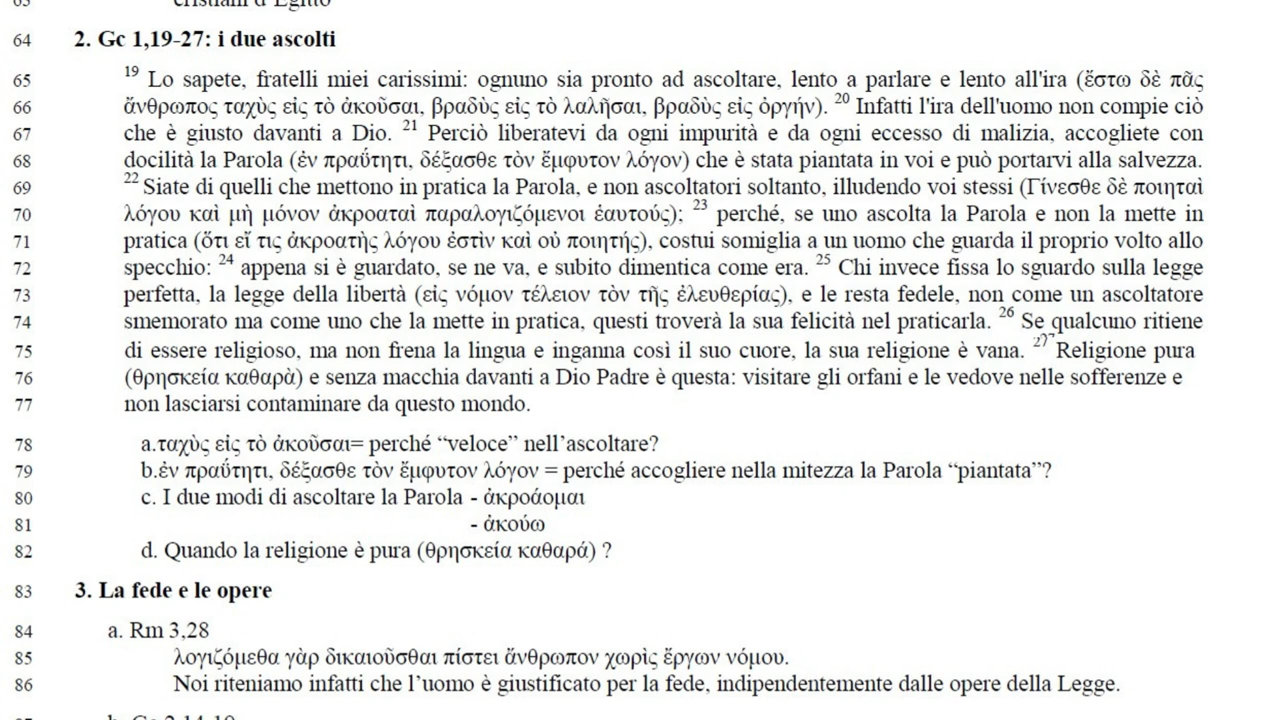 65 cristiani d'Egitto
64 2. Gc 1,19-27: i due ascolti
65 19 Lo sapete, fratelli miei carissimi: ognuno sia pronto ad ascoltare, lento a parlare e lento all'ira (ἔστω δὲ πᾶς
66 ἄνθρωπος ταχὺς εἰς τὸ ἀκοῦσαι, βραδὺς εἰς τὸ λαλῆσαι, βραδὺς εἰς ὀργήν). 20 Infatti l'ira dell'uomo non compie ciò
67 che è giusto davanti a Dio. 21 Perciò liberatevi da ogni impurità e da ogni eccesso di malizia, accogliete con
68 docilità la Parola (ἐν πραΰτητι, δέξασθε τὸν ἔμφυτον λόγον) che è stata piantata in voi e può portarvi alla salvezza.
69 22 Siate di quelli che mettono in pratica la Parola, e non ascoltatori soltanto, illudendo voi stessi (Γίνεσθε δὲ ποιηταὶ
70 λόγου καὶ μὴ μόνον ἀκροαταὶ παραλογιζόμενοι ἑαυτούς); 23 perché, se uno ascolta la Parola e non la mette in
71 pratica (ὅτι εἴ τις ἀκροατὴς λόγου ἐστὶν καὶ οὐ ποιητής), costui somiglia a un uomo che guarda il proprio volto allo
72 specchio: 24 appena si è guardato, se ne va, e subito dimentica come era. 25 Chi invece fissa lo sguardo sulla legge
73 perfetta, la legge della libertà (εἰς νόμον τέλειον τὸν τῆς ἐλευθερίας), e le resta fedele, non come un ascoltatore
74 smemorato ma come uno che la mette in pratica, questi troverà la sua felicità nel praticarla. 26 Se qualcuno ritiene
75 di essere religioso, ma non frena la lingua e inganna così il suo cuore, la sua religione è vana. 27 Religione pura
76 (θρησκεία καθαρὰ) e senza macchia davanti a Dio Padre è questa: visitare gli orfani e le vedove nelle sofferenze e
77 non lasciarsi contaminare da questo mondo.
78 a.ταχὺς εἰς τὸ ἀκοῦσαι= perché “veloce” nell’ascoltare?
79 b.ἐν πραΰτητι, δέξασθε τὸν ἔμφυτον λόγον = perché accogliere nella mitezza la Parola “piantata”?
80 c. I due modi di ascoltare la Parola - ἀκροάομαι
81 - ἀκούω
82 d. Quando la religione è pura (θρησκεία καθαρά) ?
83 3. La fede e le opere
84 a. Rm 3,28
85 λογιζόμεθα γὰρ δικαιοῦσθαι πίστει ἄνθρωπον χωρὶς ἔργων νόμου.
86 Noi riteniamo infatti che l’uomo è giustificato per la fede, indipendentemente dalle opere della Legge.